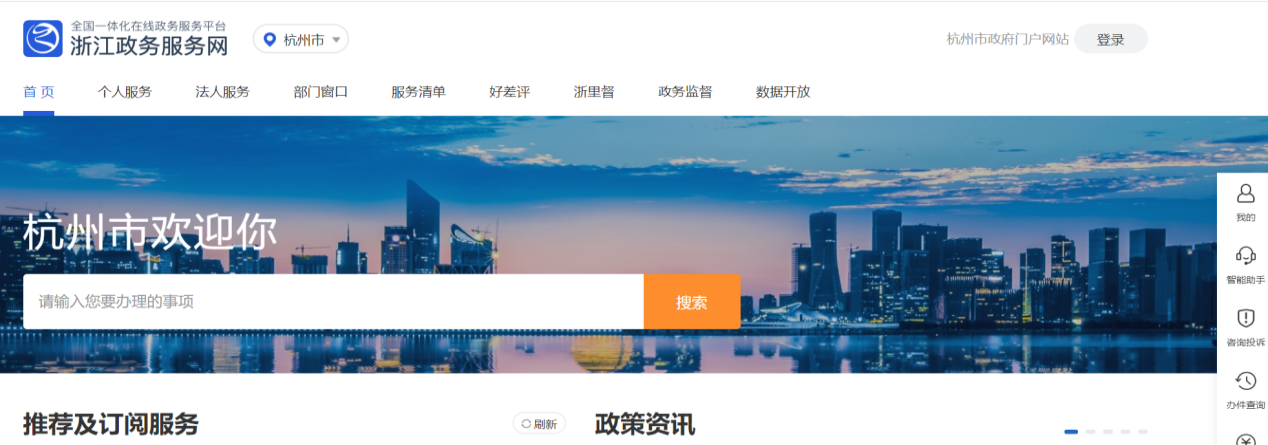 全国一体化在线政务服务平台
浙江政务服务网
杭州市
杭州市政府门户网站
登录
首页
个人服务
法人服务
部门窗口
服务清单
好差评
浙里督
政务监督
数据开放
杭州市欢迎你
请输入您要办理的事项
搜索
我的
智能助手
咨询投诉
办件查询
推荐及订阅服务
刷新
政策资讯